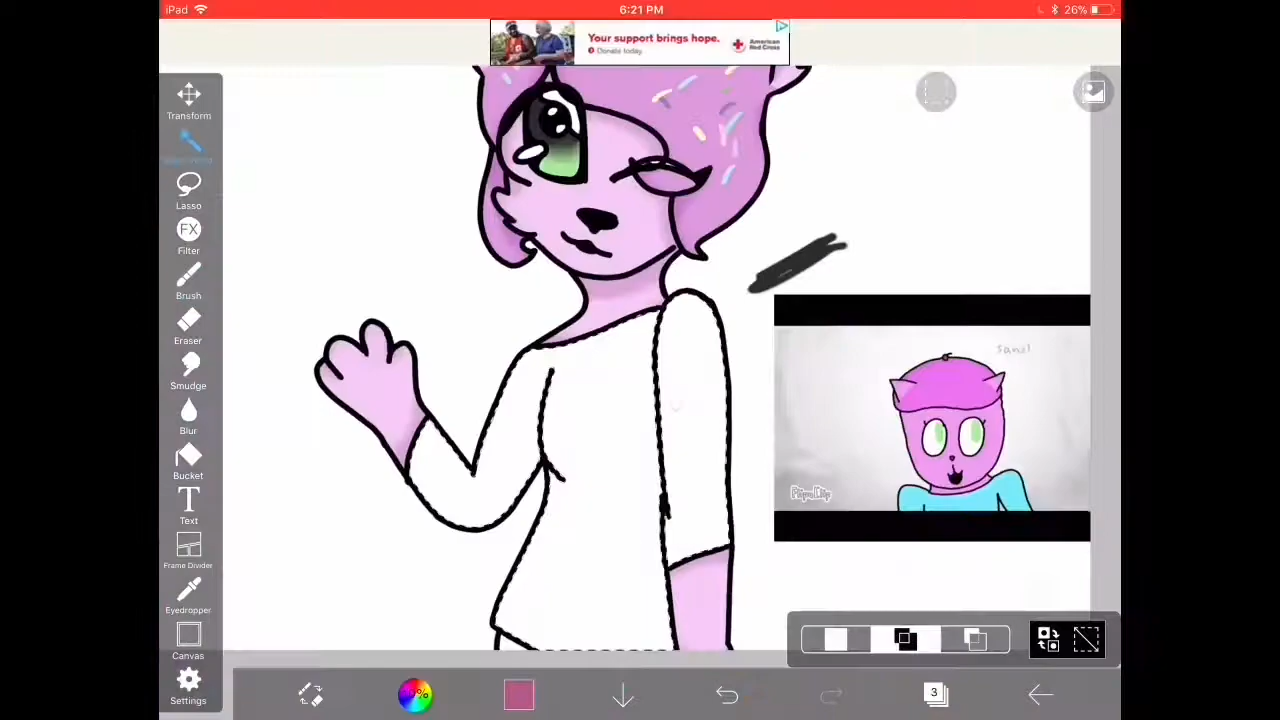 iPad
6:21 PM
26%
Your support brings hope.
Donate today.
American
Red Cross
Transform
Lasso
FX
Filter
Brush
Eraser
Smudge
Blur
Bucket
T
Text
Frame Divider
Eyedropper
Canvas
Settings
3